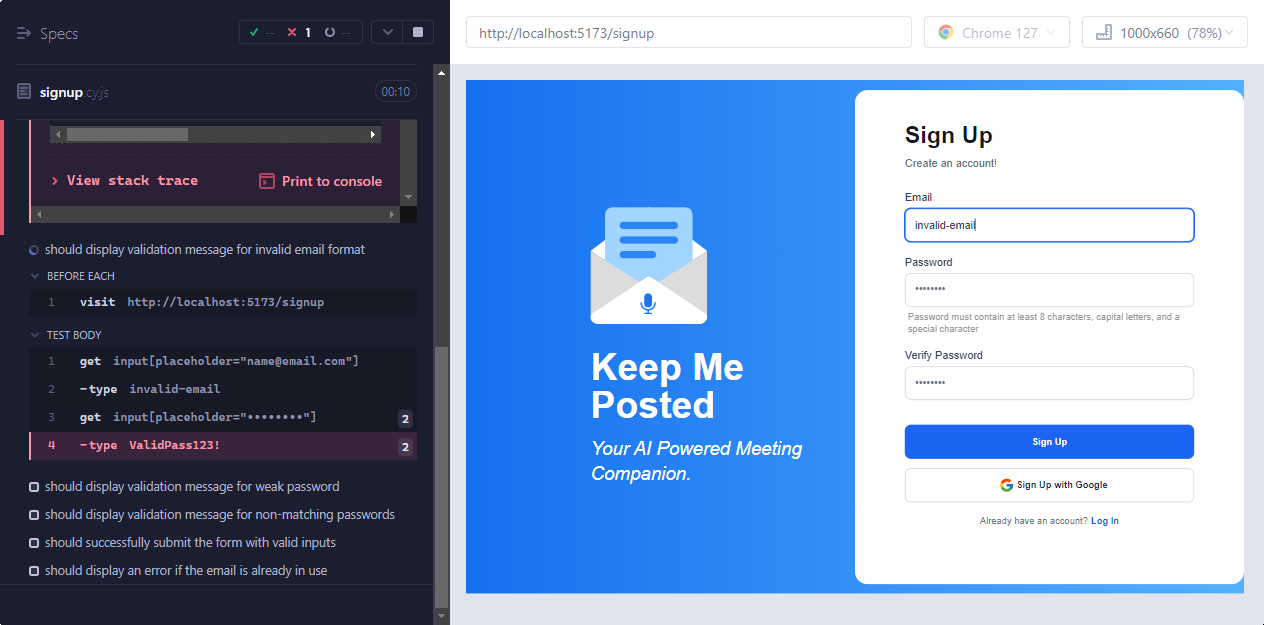 Specs
-- 1 --
signup.cy.js
00:10
View stack trace
Print to console
should display validation message for invalid email format
BEFORE EACH
1 visit http://localhost:5173/signup
TEST BODY
1 get input[placeholder="name@email.com"]
2 -type invalid-email
3 get input[placeholder="••••••••"] 2
4 -type ValidPass123! 2
should display validation message for weak password
should display validation message for non-matching passwords
should successfully submit the form with valid inputs
should display an error if the email is already in use
http://localhost:5173/signup
Chrome 127
1000x660 (78%)
Keep Me
Posted
Your AI Powered Meeting
Companion.
Sign Up
Create an account!
Email
invalid-email
Password
••••••••
Password must contain at least 8 characters, capital letters, and a
special character
Verify Password
••••••••
Sign Up
Sign Up with Google
Already have an account? Log In